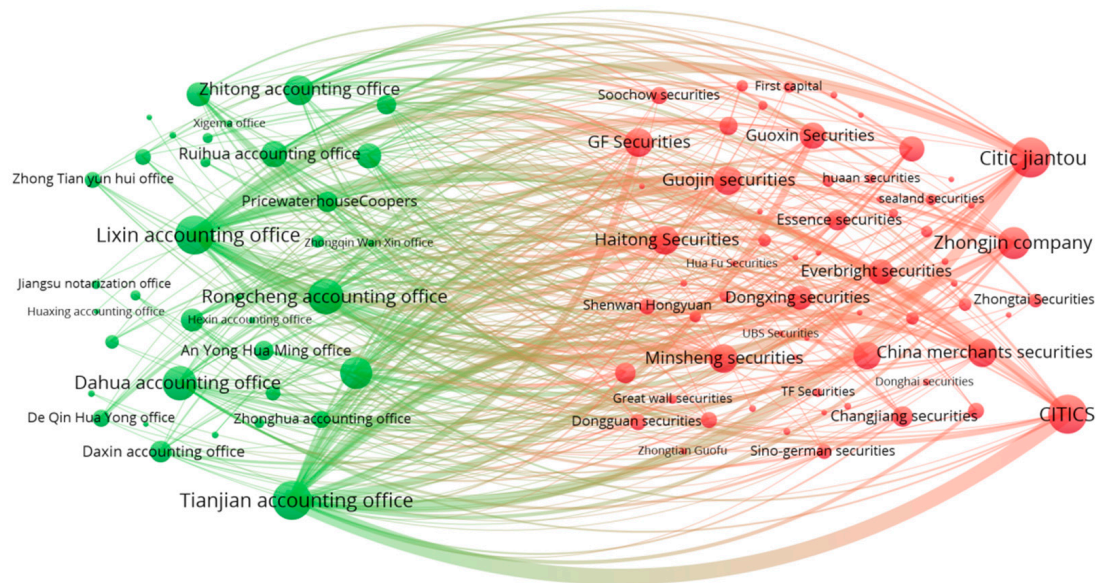 Zhitong accounting office
Xigema office
Ruihua accounting office
Zhong Tian yun hui office
PricewaterhouseCoopers
Lixin accounting office
Zhongqin Wan Xin office
Jiangsu notarization office
Rongcheng accounting office
Huaxing accounting office
Hexin accounting office
An Yong Hua Ming office
Dahua accounting office
De Qin Hua Yong office
Zhonghua accounting office
Daxin accounting office
Tianjian accounting office
First capital
Soochow securities
Guoxin Securities
GF Securities
Citic jiantou
Guojin securities
huaan securities
sealand securities
Essence securities
Haitong Securities
Zhongjin company
Hua Fu Securities
Everbright securities
Shenwan Hongyuan
Dongxing securities
Zhongtai Securities
UBS Securities
Minsheng securities
China merchants securities
Donghai securities
Great wall securities
TF Securities
Dongguan securities
Changjiang securities
CITICS
Zhongtian Guofu
Sino-german securities